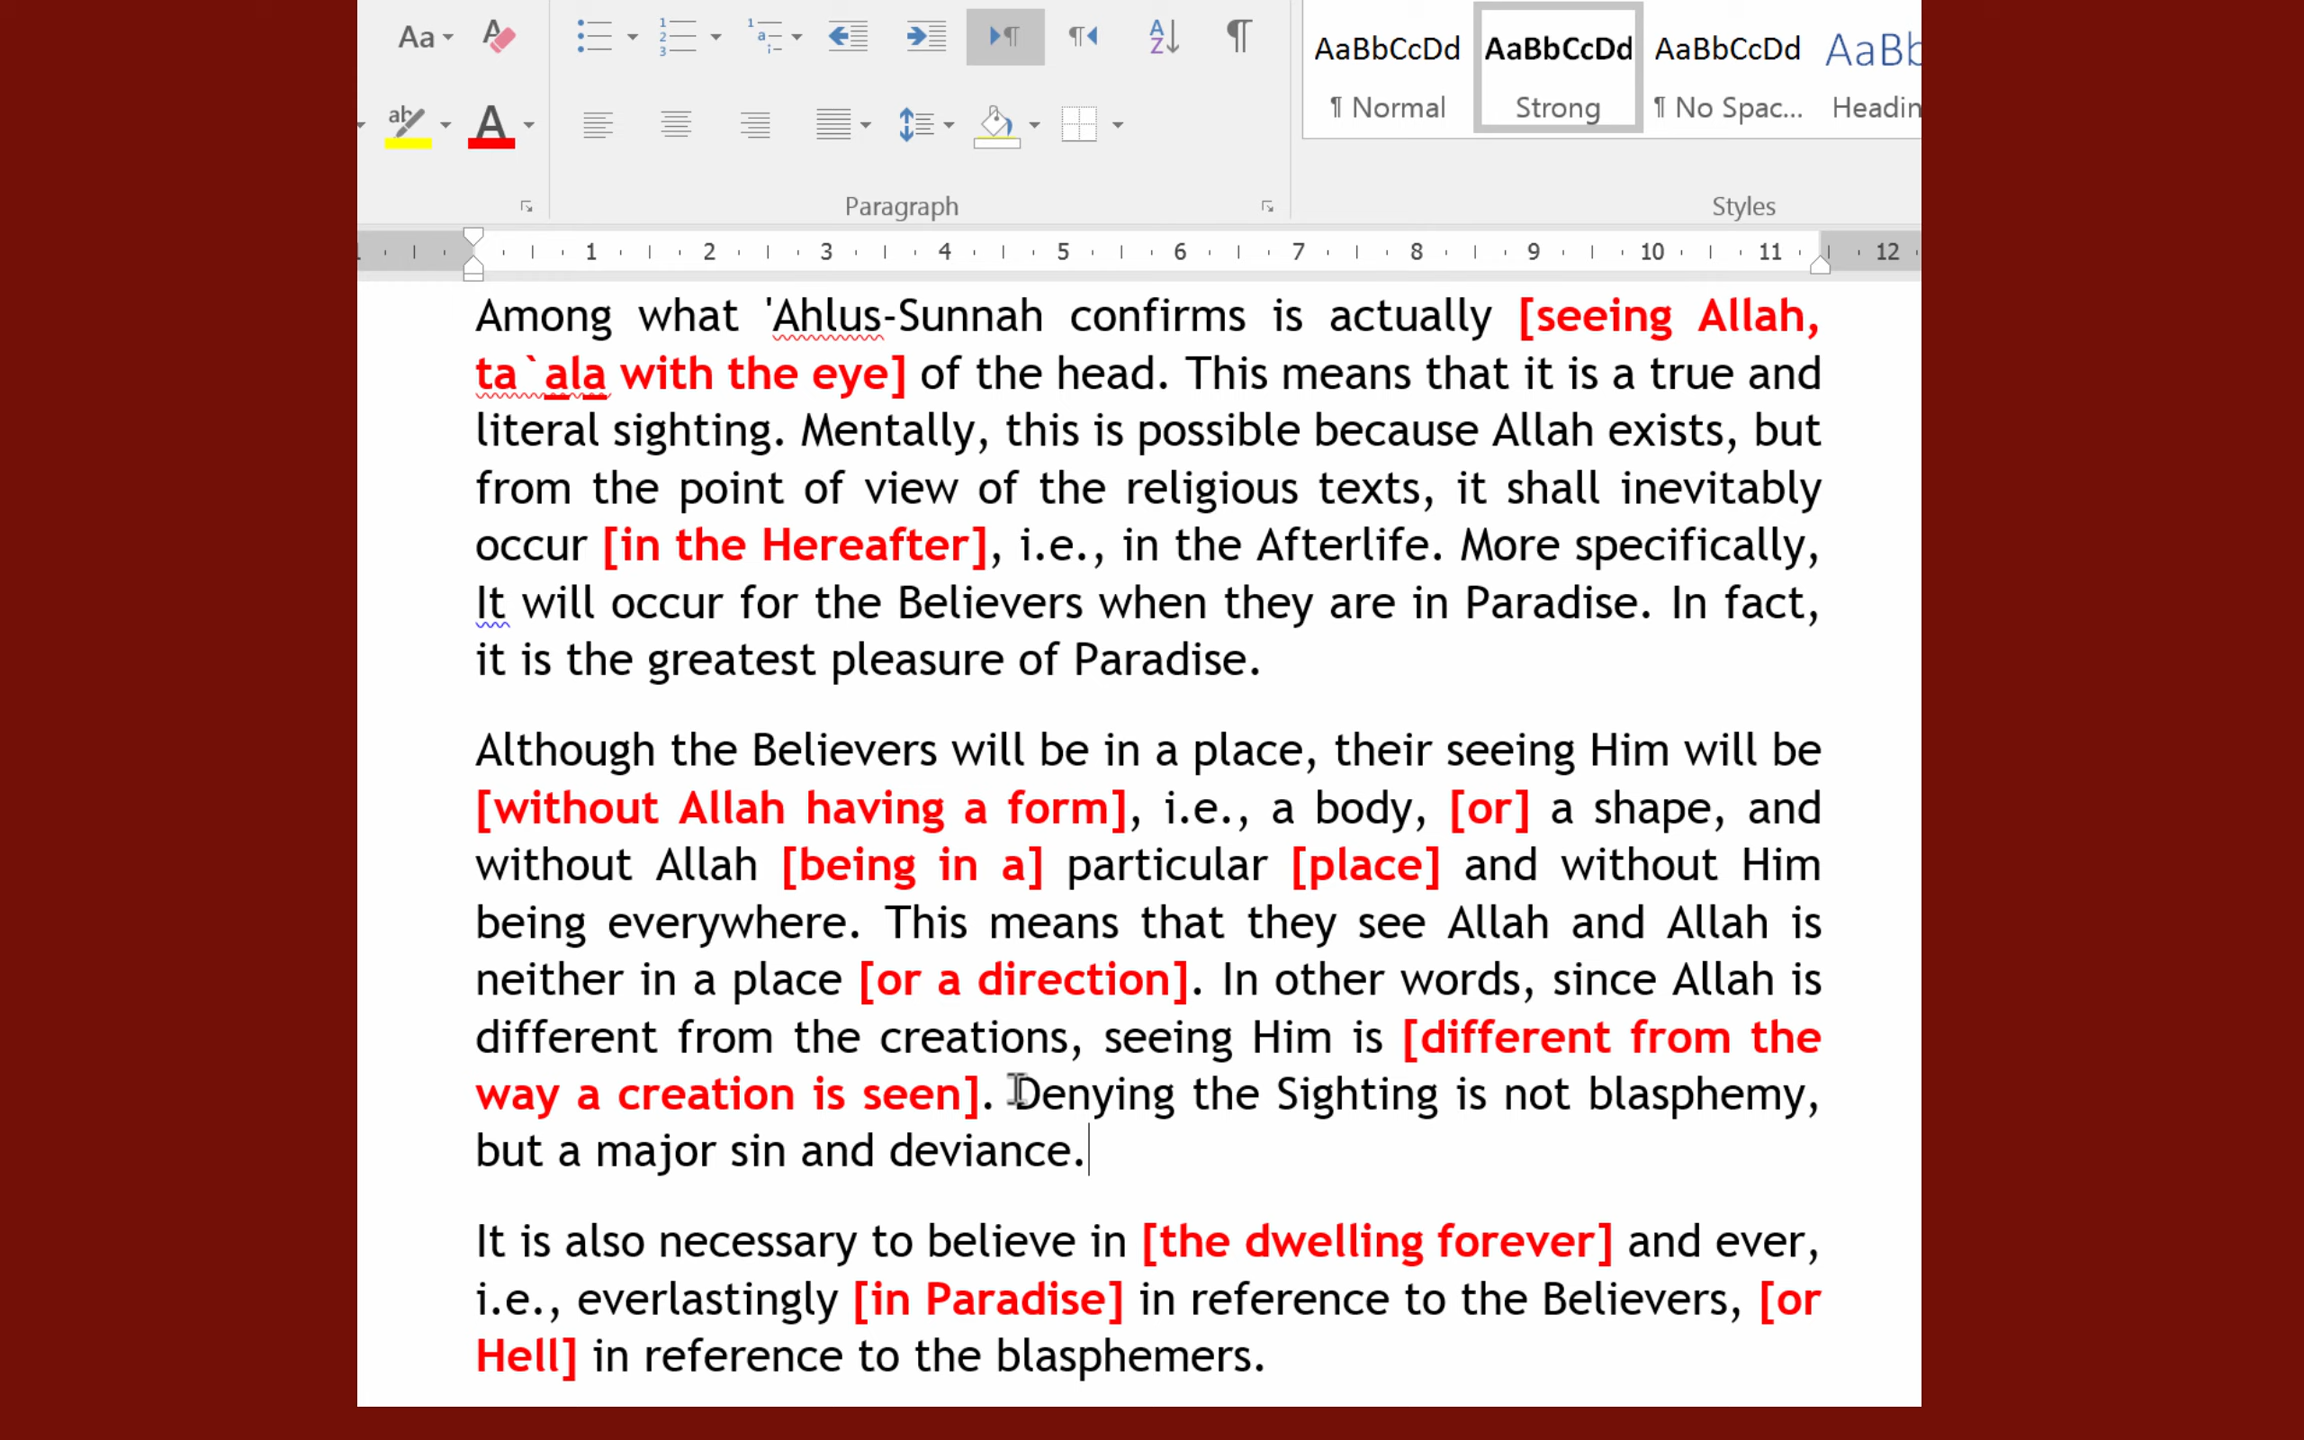 Aa
AaBbCcDd AaBbCcDd AaBbCcDd AaBb
¶ Normal Strong ¶ No Spac... Headin
Paragraph Styles
1 2 3 4 5 6 7 8 9 10 11 12
Among what 'Ahlus-Sunnah confirms is actually [seeing Allah,
ta`ala with the eye] of the head. This means that it is a true and
literal sighting. Mentally, this is possible because Allah exists, but
from the point of view of the religious texts, it shall inevitably
occur [in the Hereafter], i.e., in the Afterlife. More specifically,
It will occur for the Believers when they are in Paradise. In fact,
it is the greatest pleasure of Paradise.
Although the Believers will be in a place, their seeing Him will be
[without Allah having a form], i.e., a body, [or] a shape, and
without Allah [being in a] particular [place] and without Him
being everywhere. This means that they see Allah and Allah is
neither in a place [or a direction]. In other words, since Allah is
different from the creations, seeing Him is [different from the
way a creation is seen]. Denying the Sighting is not blasphemy,
but a major sin and deviance.
It is also necessary to believe in [the dwelling forever] and ever,
i.e., everlastingly [in Paradise] in reference to the Believers, [or
Hell] in reference to the blasphemers.